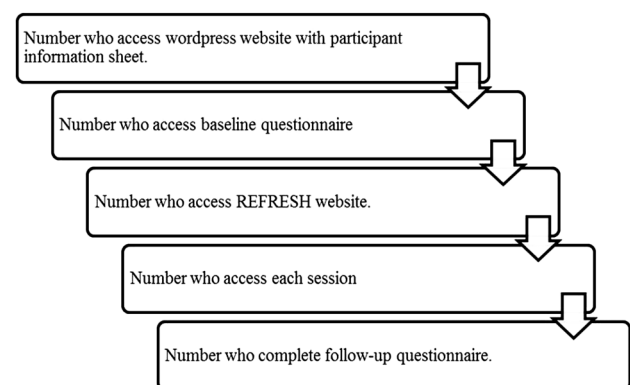 Number who access wordpress website with participant
information sheet.
Number who access baseline questionnaire
Number who access REFRESH website.
Number who access each session
Number who complete follow-up questionnaire.